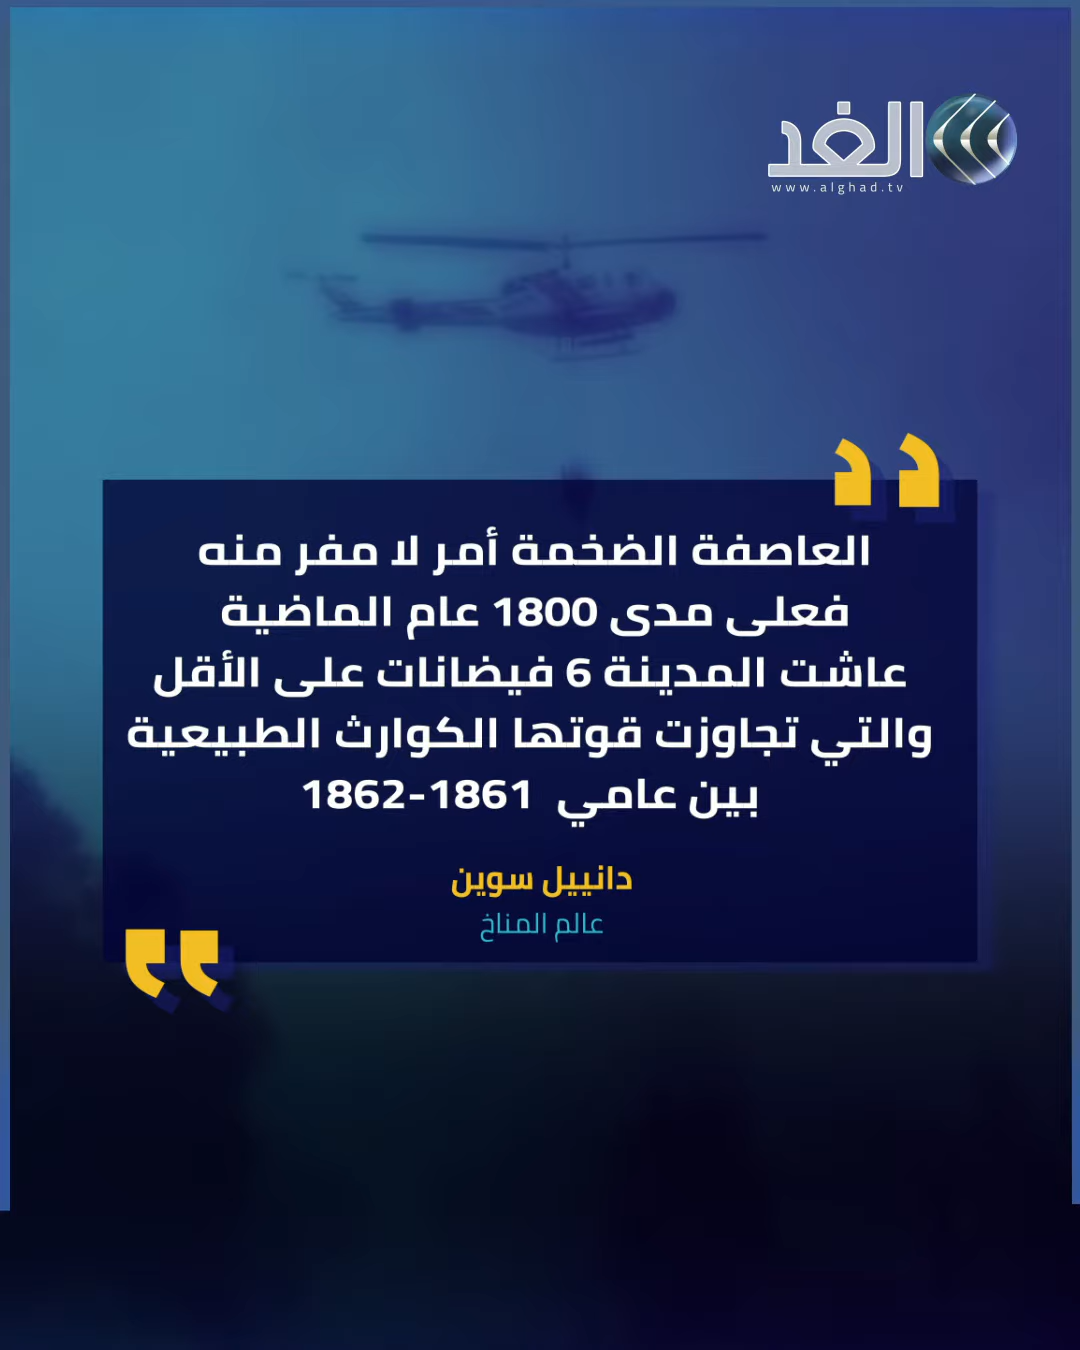 الغد
www.alghad.tv
العاصفة الضخمة أمر لا مفر منه
فعلى مدى 1800 عام الماضية
عاشت المدينة 6 فيضانات على الأقل
والتي تجاوزت قوتها الكوارث الطبيعية
بين عامي 1861-1862
دانييل سوين
عالم المناخ